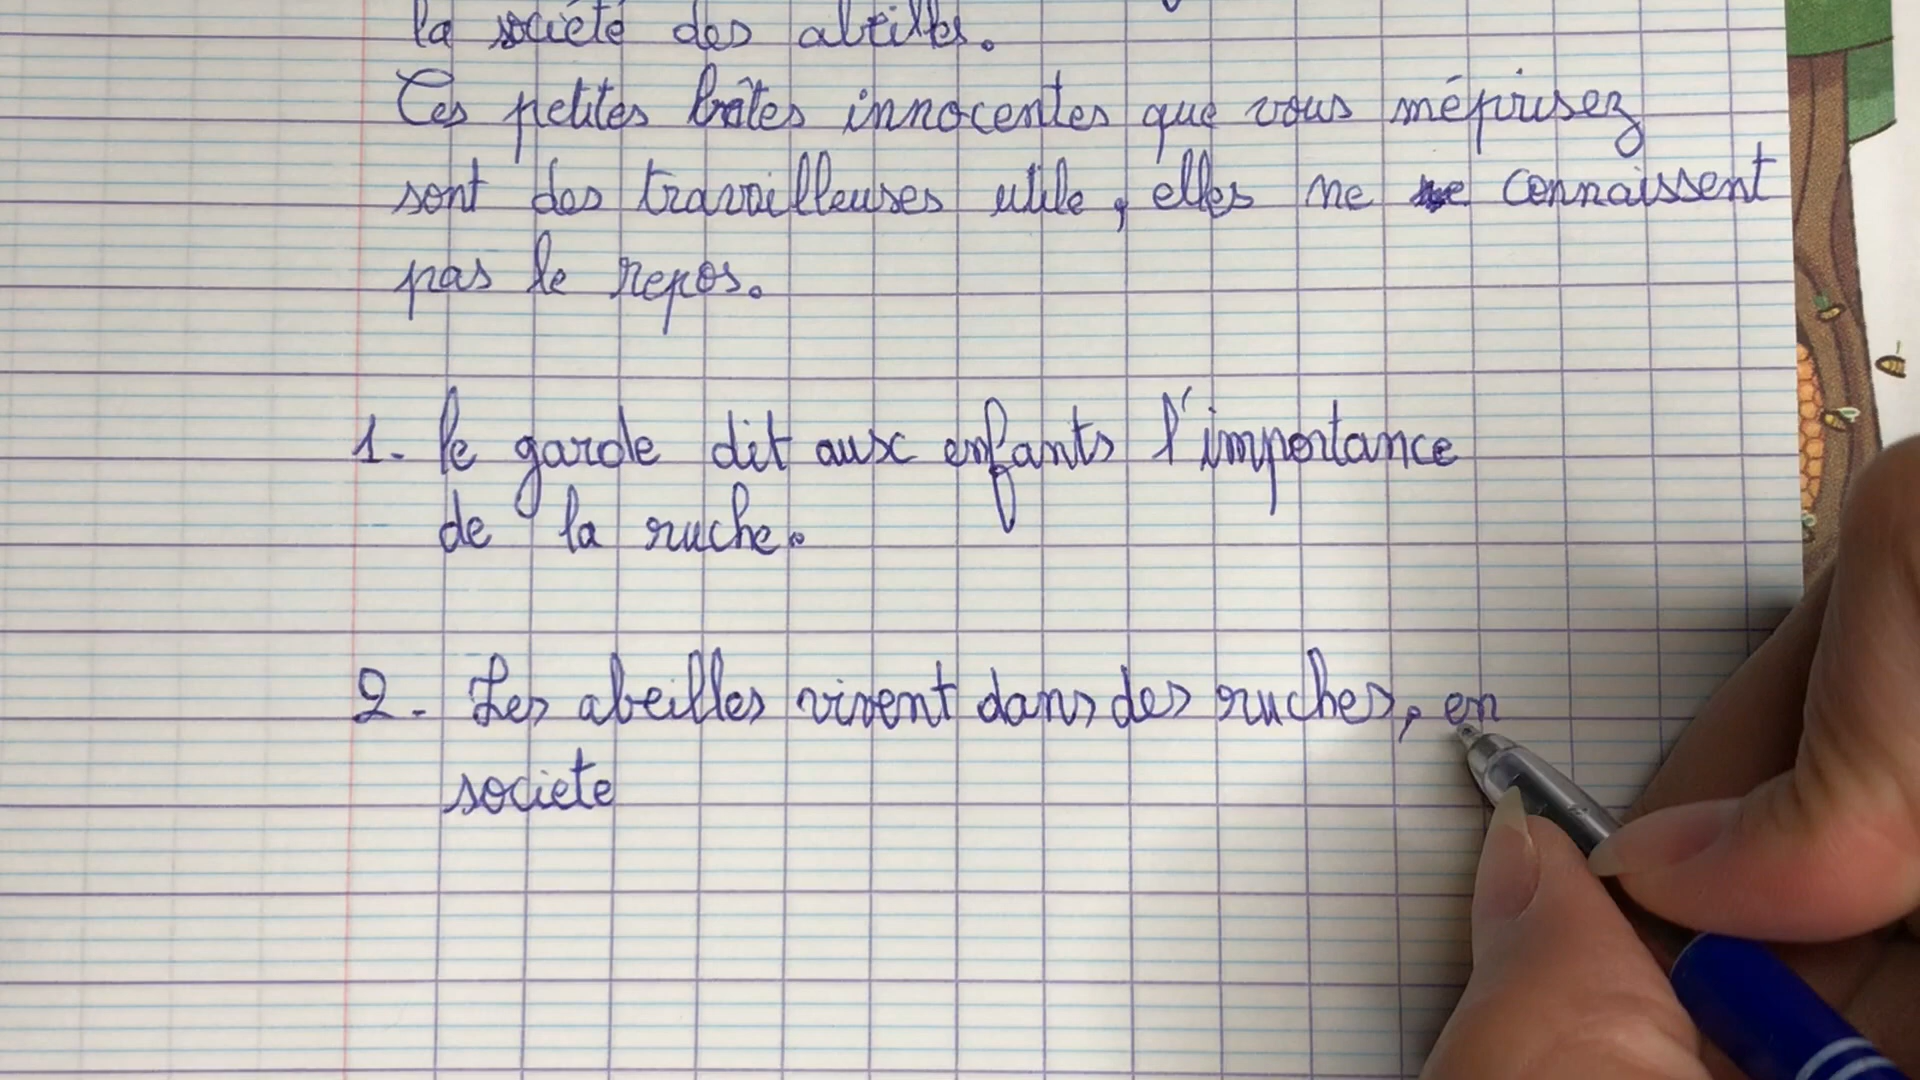 la société des abeilles.
Ces petites bêtes innocentes que vous méprisez
sont des travailleuses utile, elles ne connaissent
pas le repos.
1. le garde dit aux enfants l'importance
de la ruche.
2. Les abeilles vivent dans des ruches, en
societe